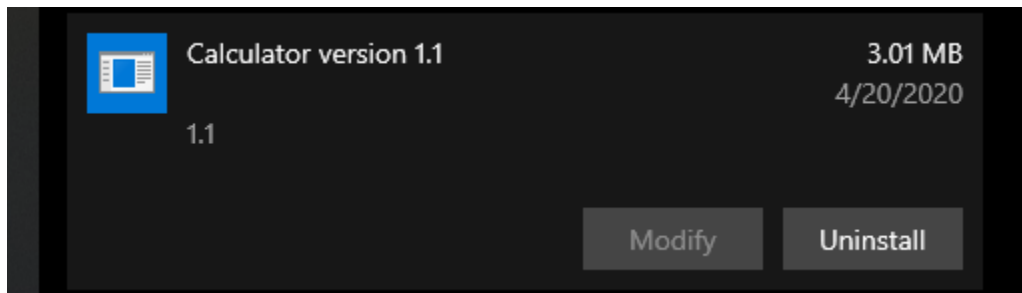 Calculator version 1.1
3.01 MB
4/20/2020
1.1
Modify
Uninstall